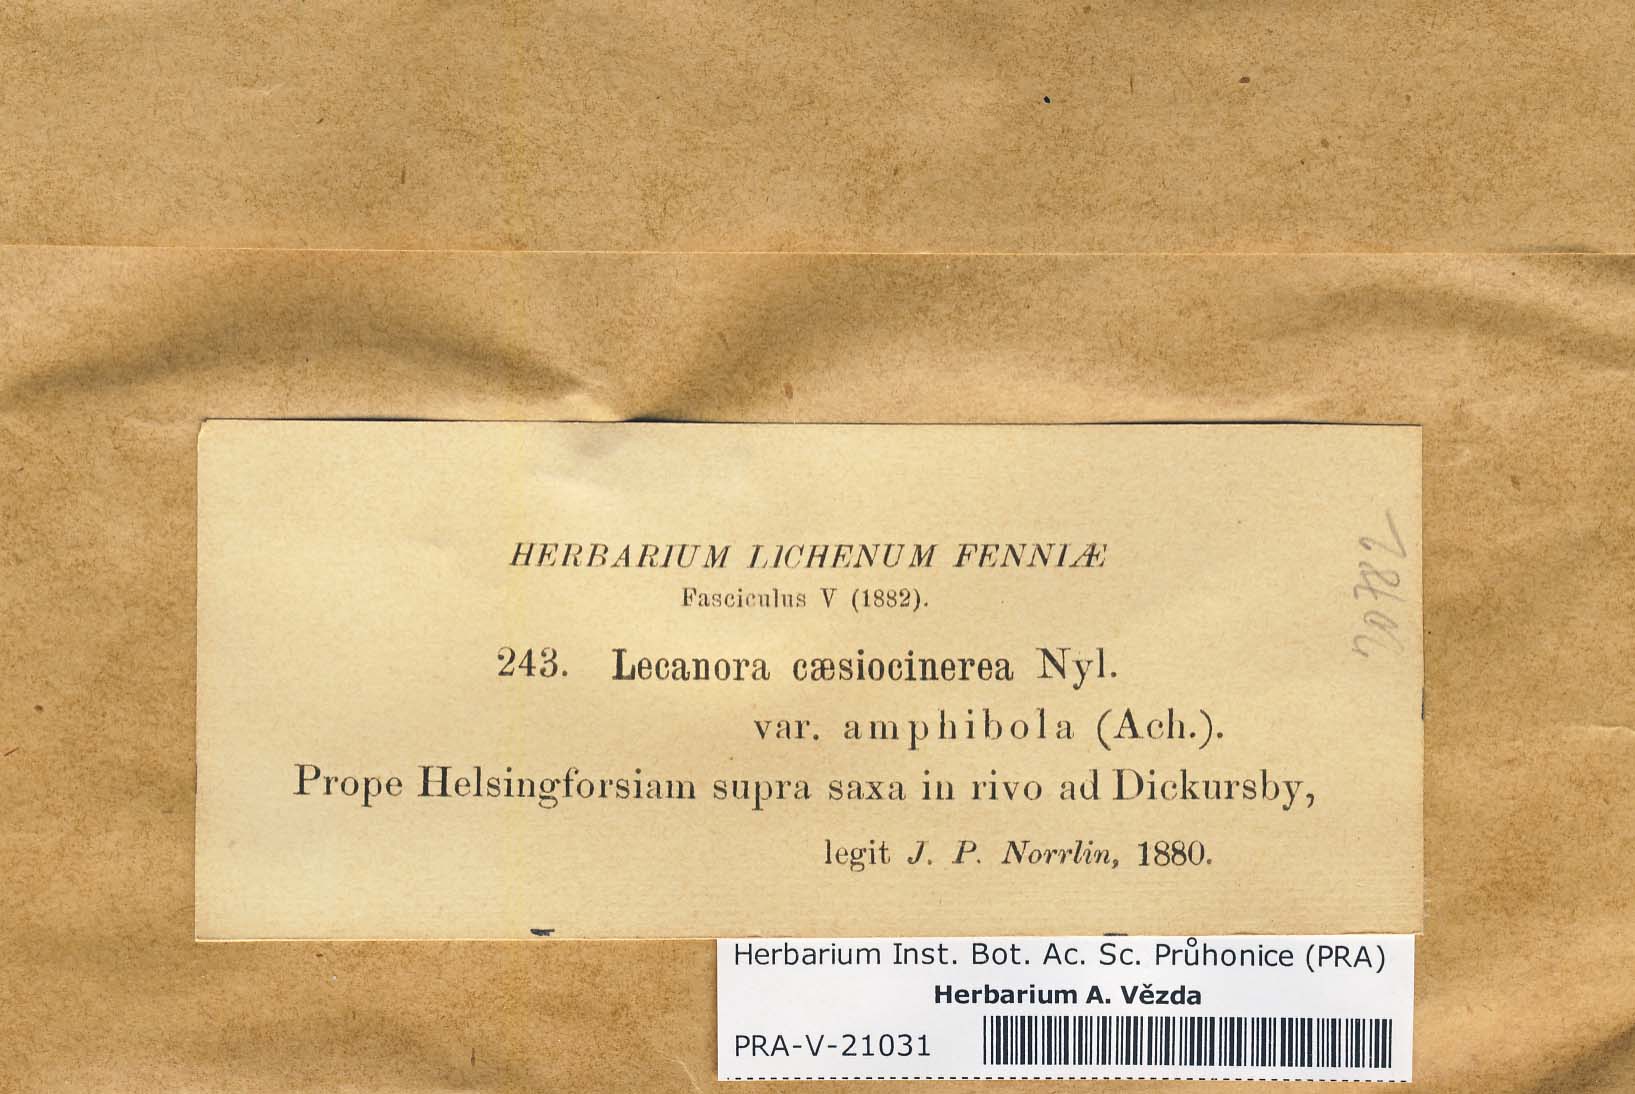 HERBARIUM LICHENUM FENNIÆ
Fasciculus V (1882).
243. Lecanora cæsiocinerea Nyl.
var. amphibola (Ach.).
Prope Helsingforsiam supra saxa in rivo ad Dickursby,
legit J. P. Norrlin, 1880.
Herbarium Inst. Bot. Ac. Sc. Průhonice (PRA)
Herbarium A. Vězda
PRA-V-21031